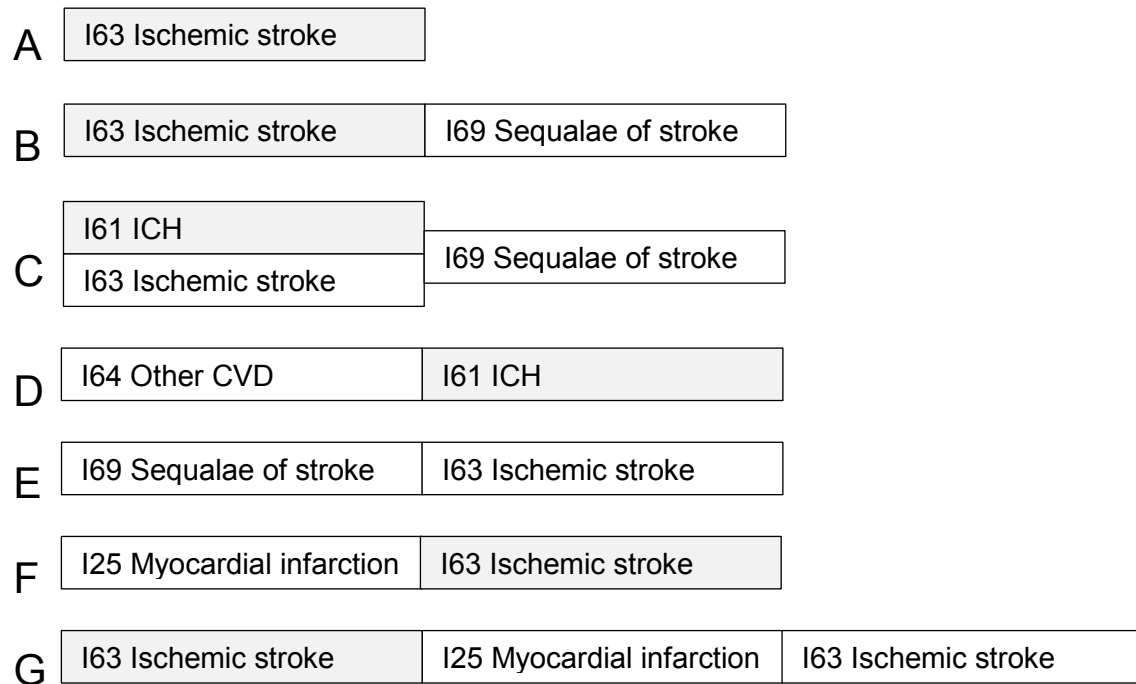 A I63 Ischemic stroke
B I63 Ischemic stroke I69 Sequalae of stroke
C I61 ICH
I63 Ischemic stroke
I69 Sequalae of stroke
D I64 Other CVD I61 ICH
E I69 Sequalae of stroke I63 Ischemic stroke
F I25 Myocardial infarction I63 Ischemic stroke
G I63 Ischemic stroke I25 Myocardial infarction I63 Ischemic stroke